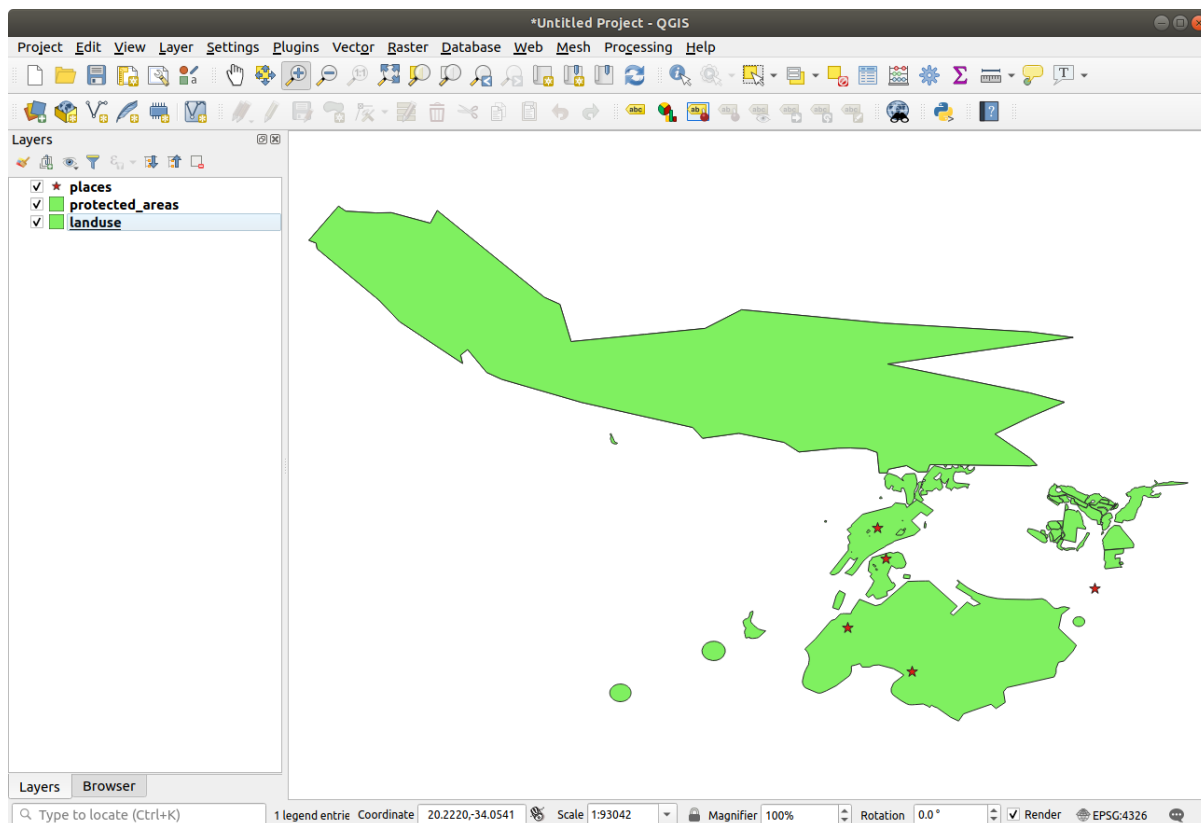 *Untitled Project - QGIS
Project Edit View Layer Settings Plugins Vector Raster Database Web Mesh Processing Help
Layers
places
protected_areas
landuse
Layers Browser
Type to locate (Ctrl+K) 1 legend entrie Coordinate 20.2220,-34.0541 Scale 1:93042 Magnifier 100% Rotation 0.0° Render EPSG:4326